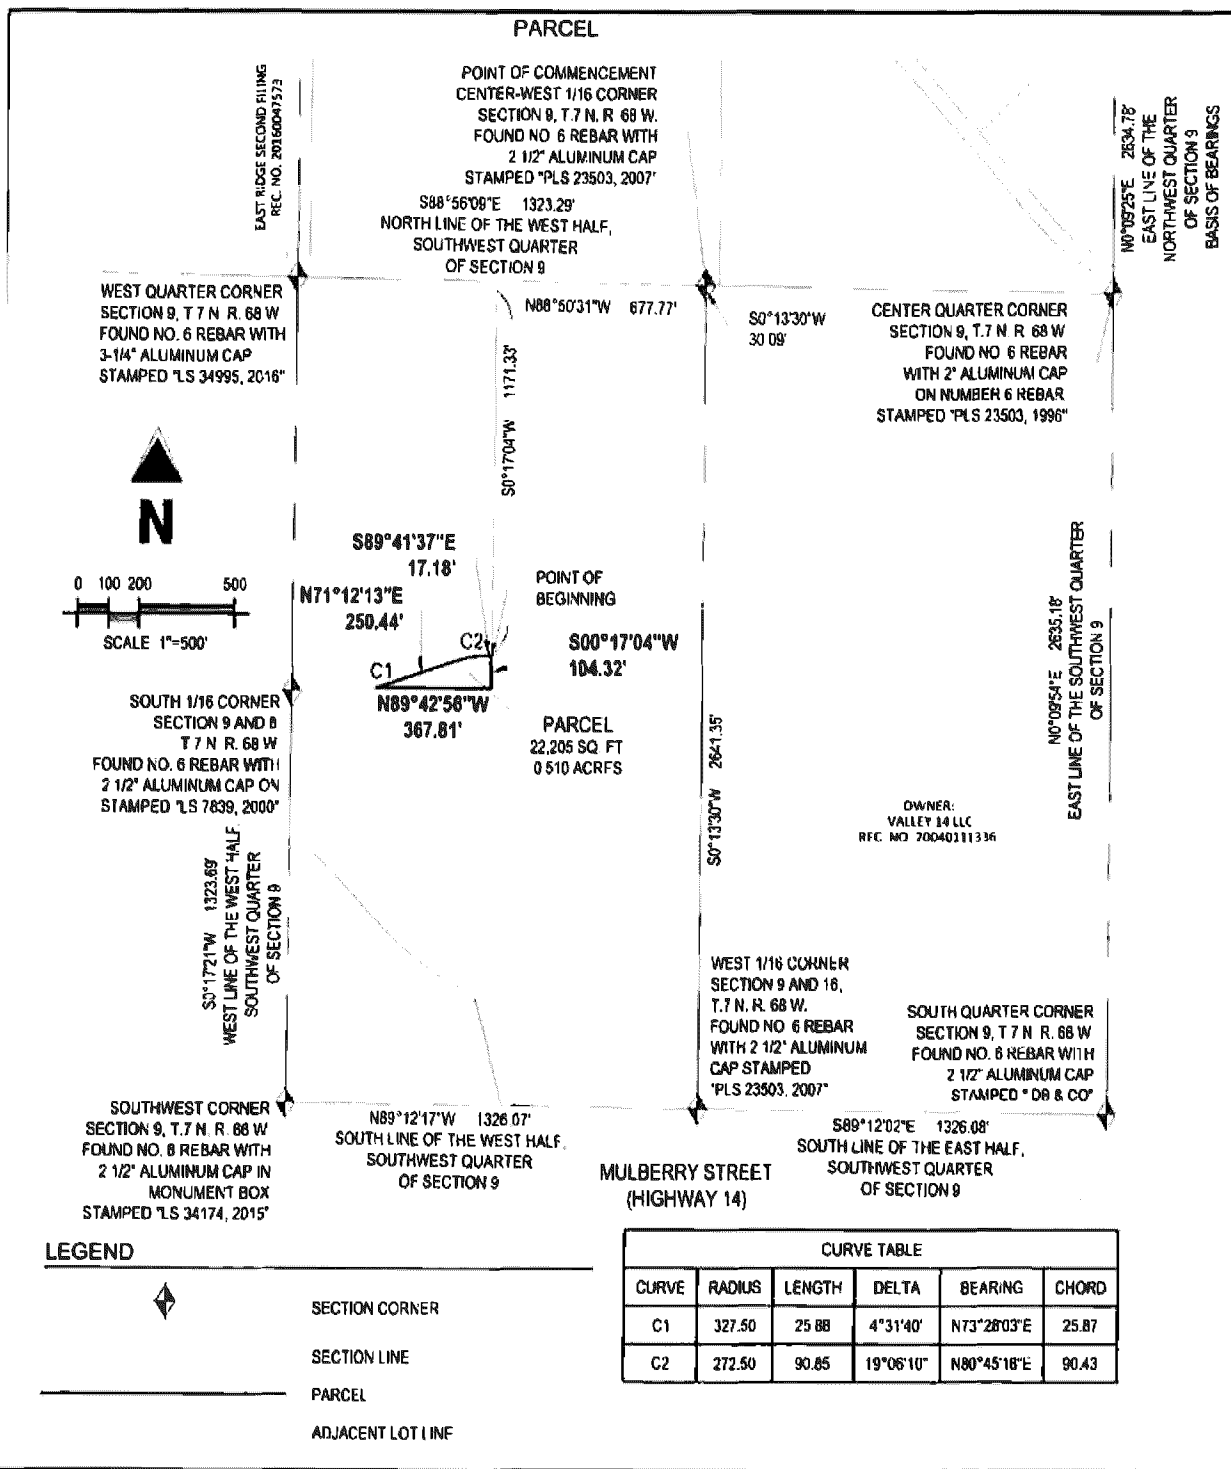 PARCEL
POINT OF COMMENCEMENT
CENTER-WEST 1/16 CORNER
SECTION 9, T.7 N. R 68 W.
FOUND NO. 6 REBAR WITH
2 1/2" ALUMINUM CAP
STAMPED "PLS 23503, 2007"
EAST RIDGE SECOND FILING
REC. NO. 20160047573
S88°56'09"E 1323.29'
NORTH LINE OF THE WEST HALF,
SOUTHWEST QUARTER
OF SECTION 9
N0°09'25"E 2634.78'
EAST LINE OF THE
NORTHWEST QUARTER
OF SECTION 9
BASIS OF BEARINGS
WEST QUARTER CORNER
SECTION 9, T 7 N R. 68 W
FOUND NO. 6 REBAR WITH
3-1/4" ALUMINUM CAP
STAMPED "LS 34995, 2016"
N88°50'31"W 677.77'
S0°13'30"W
30 09'
CENTER QUARTER CORNER
SECTION 9, T.7 N R 68 W
FOUND NO 6 REBAR
WITH 2" ALUMINUM CAP
ON NUMBER 6 REBAR
STAMPED "PLS 23503, 1996"
S0°17'04"W 1171.33'
N
0 100 200 500
SCALE 1"=500'
S89°41'37"E
17.18'
N71°12'13"E
250.44'
POINT OF
BEGINNING
C2
C1
S00°17'04"W
104.32'
N89°42'56"W
367.81'
PARCEL
22,205 SQ FT
0 510 ACRES
SOUTH 1/16 CORNER
SECTION 9 AND 8
T 7 N R. 68 W
FOUND NO. 6 REBAR WITH
2 1/2" ALUMINUM CAP ON
STAMPED "LS 7839, 2000"
S0°13'30"W 2641.35'
N0°09'54"E 2635.18'
EAST LINE OF THE SOUTHWEST QUARTER
OF SECTION 9
OWNER:
VALLEY 14 LLC
REC. NO 20040111336
S0°17'21"W 1323.69'
WEST LINE OF THE WEST HALF,
SOUTHWEST QUARTER
OF SECTION 9
WEST 1/16 CORNER
SECTION 9 AND 16,
T.7 N. R. 68 W.
FOUND NO 6 REBAR
WITH 2 1/2" ALUMINUM
CAP STAMPED
"PLS 23503, 2007"
SOUTH QUARTER CORNER
SECTION 9, T 7 N R. 68 W
FOUND NO. 6 REBAR WITH
2 1/2" ALUMINUM CAP
STAMPED " DB & CO"
SOUTHWEST CORNER
SECTION 9, T.7 N. R. 68 W
FOUND NO. 6 REBAR WITH
2 1/2" ALUMINUM CAP IN
MONUMENT BOX
STAMPED "LS 34174, 2015"
N89°12'17"W 1326.07'
SOUTH LINE OF THE WEST HALF,
SOUTHWEST QUARTER
OF SECTION 9
S89°12'02"E 1326.08'
SOUTH LINE OF THE EAST HALF,
SOUTHWEST QUARTER
OF SECTION 9
MULBERRY STREET
(HIGHWAY 14)
LEGEND
SECTION CORNER
SECTION LINE
PARCEL
ADJACENT LOT LINE
CURVE TABLE
CURVE RADIUS LENGTH DELTA BEARING CHORD
C1 327.50 25 88 4°31'40" N73°28'03"E 25.87
C2 272.50 90.85 19°06'10" N80°45'18"E 90.43